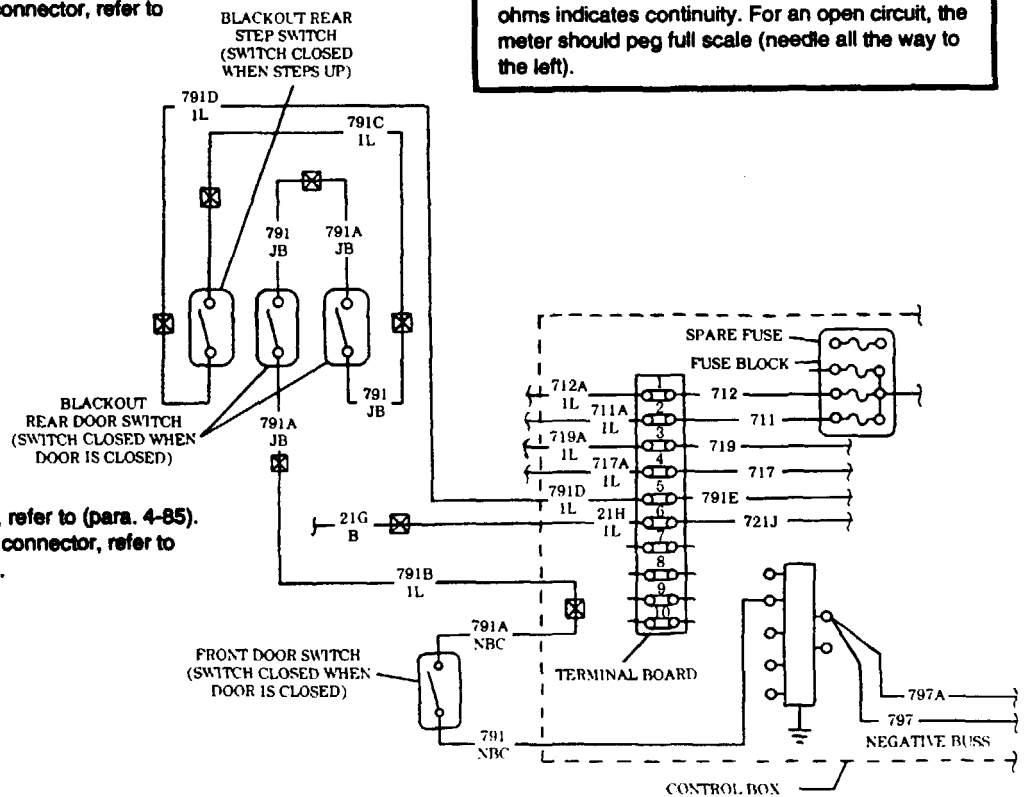 connector, refer to
ohms indicates continuity. For an open circuit, the
meter should peg full scale (needle all the way to
the left).
BLACKOUT REAR
STEP SWITCH
(SWITCH CLOSED
WHEN STEPS UP)
791D
1L
791C
1L
791
JB
791A
JB
791
JB
BLACKOUT
REAR DOOR SWITCH
(SWITCH CLOSED WHEN
DOOR IS CLOSED)
791A
JB
SPARE FUSE
FUSE BLOCK
712A
1L
1
712
711A
1L
2
711
719A
1L
3
719
717A
1L
4
717
791D
1L
5
791E
21G
B
21H
1L
6
721J
7
8
9
10
, refer to (para. 4-85).
connector, refer to
.
791B
1L
791A
NBC
FRONT DOOR SWITCH
(SWITCH CLOSED WHEN
DOOR IS CLOSED)
791
NBC
TERMINAL BOARD
797A
797
NEGATIVE BUSS
CONTROL BOX